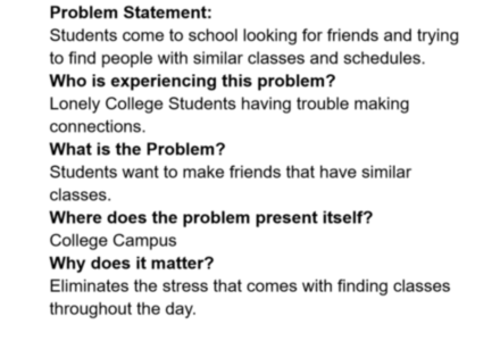 Problem Statement:
Students come to school looking for friends and trying
to find people with similar classes and schedules.
Who is experiencing this problem?
Lonely College Students having trouble making
connections.
What is the Problem?
Students want to make friends that have similar
classes.
Where does the problem present itself?
College Campus
Why does it matter?
Eliminates the stress that comes with finding classes
throughout the day.